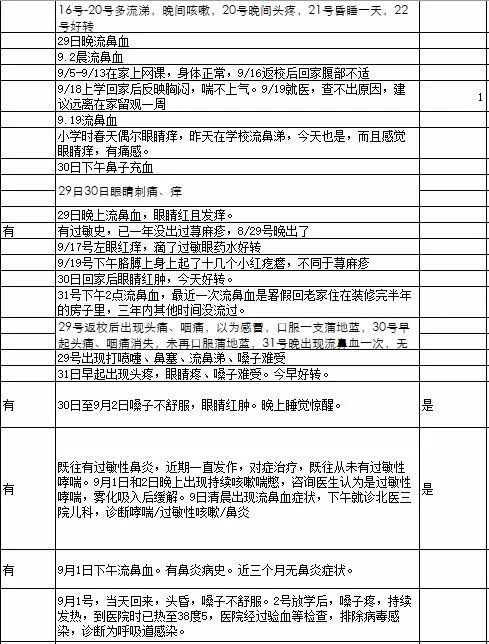 16号-20号多流涕，晚间咳嗽，20号晚间头疼，21号昏睡一天，22
号好转
29日晚流鼻血
9.2晨流鼻血
9/5-9/13在家上网课，身体正常，9/16返校后回家腹部不适
9/18上学回家后反映胸闷，喘不上气。9/19就医，查不出原因，建
议远离在家留观一周
1
9.19流鼻血
小学时春天偶尔眼睛痒，昨天在学校流鼻涕，今天也是，而且感觉
眼睛痒，有痛感。
30日下午鼻子充血
29日30日眼睛刺痛、痒
29日晚上流鼻血，眼睛红且发痒。
有 有过敏史，已一年没出过荨麻疹，8/29号晚出了
9/17号左眼红痒，滴了过敏眼药水好转
9/19号下午胳膊上身上起了十几个小红疙瘩，不同于荨麻疹
30日回家后眼睛红肿，今天好转。
31号下午2点流鼻血，最近一次流鼻血是暑假回老家住在装修完半年
的房子里，三年内其他时间没流过。
29号返校后出现头痛、咽痛，以为感冒，口服一支蒲地蓝，30号早
起头痛、咽痛消失，未再口服蒲地蓝，31号晚出现流鼻血一次，无
29号出现打喷嚏、鼻塞、流鼻涕、嗓子难受
31日早起出现头疼，眼睛疼、嗓子难受。今早好转。
有 30日至9月2日嗓子不舒服，眼睛红肿。晚上睡觉惊醒。 是
既往有过敏性鼻炎，近期一直发作，对症治疗，既往从未有过敏性
哮喘。9月1日和2日晚上出现持续咳嗽喘憋，咨询医生认为是过敏性
有 哮喘，雾化吸入后缓解。9日清晨出现流鼻血症状，下午就诊北医三 是
院儿科，诊断哮喘/过敏性咳嗽/鼻炎
有 9月1日下午流鼻血。有鼻炎病史。近三个月无鼻炎症状。
9月1号，当天回来，头昏，嗓子不舒服。2号放学后，嗓子疼，持续
发热，到医院时已热至38度5，医院经过验血等检查，排除病毒感
染，诊断为呼吸道感染。